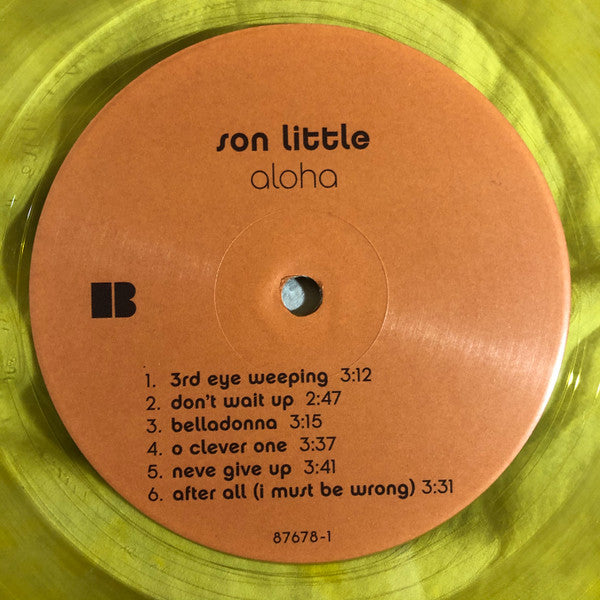 son little
aloha
B
1. 3rd eye weeping 3:12
2. don't wait up 2:47
3. belladonna 3:15
4. o clever one 3:37
5. neve give up 3:41
6. after all (i must be wrong) 3:31
87678-1